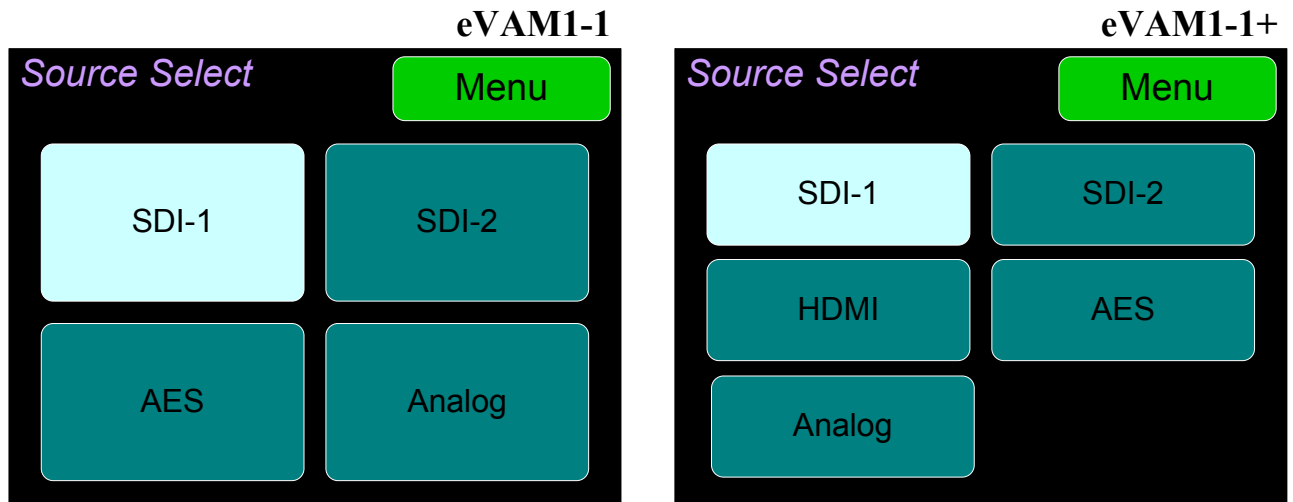 eVAM1-1
Source Select
Menu
SDI-1
SDI-2
AES
Analog
eVAM1-1+
Source Select
Menu
SDI-1
SDI-2
HDMI
AES
Analog